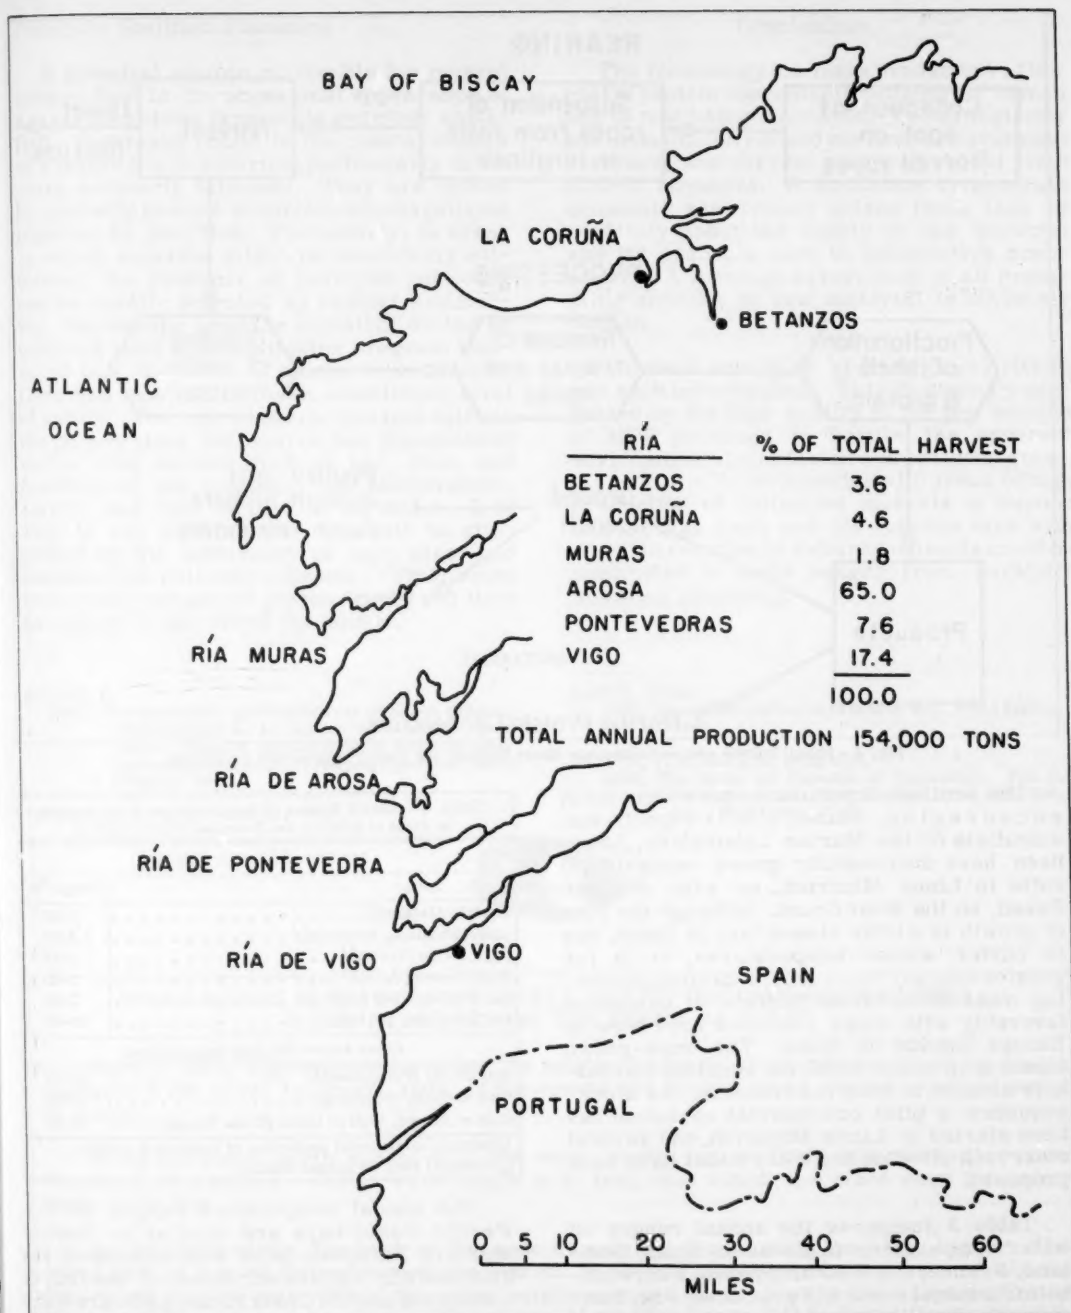 BAY OF BISCAY
LA CORUÑA
BETANZOS
ATLANTIC
OCEAN
RÍA % OF TOTAL HARVEST
BETANZOS 3.6
LA CORUÑA 4.6
MURAS 1.8
AROSA 65.0
PONTEVEDRAS 7.6
VIGO 17.4
100.0
TOTAL ANNUAL PRODUCTION 154,000 TONS
RÍA MURAS
RÍA DE AROSA
RÍA DE PONTEVEDRA
RÍA DE VIGO
VIGO
SPAIN
PORTUGAL
0 5 10 20 30 40 50 60
MILES